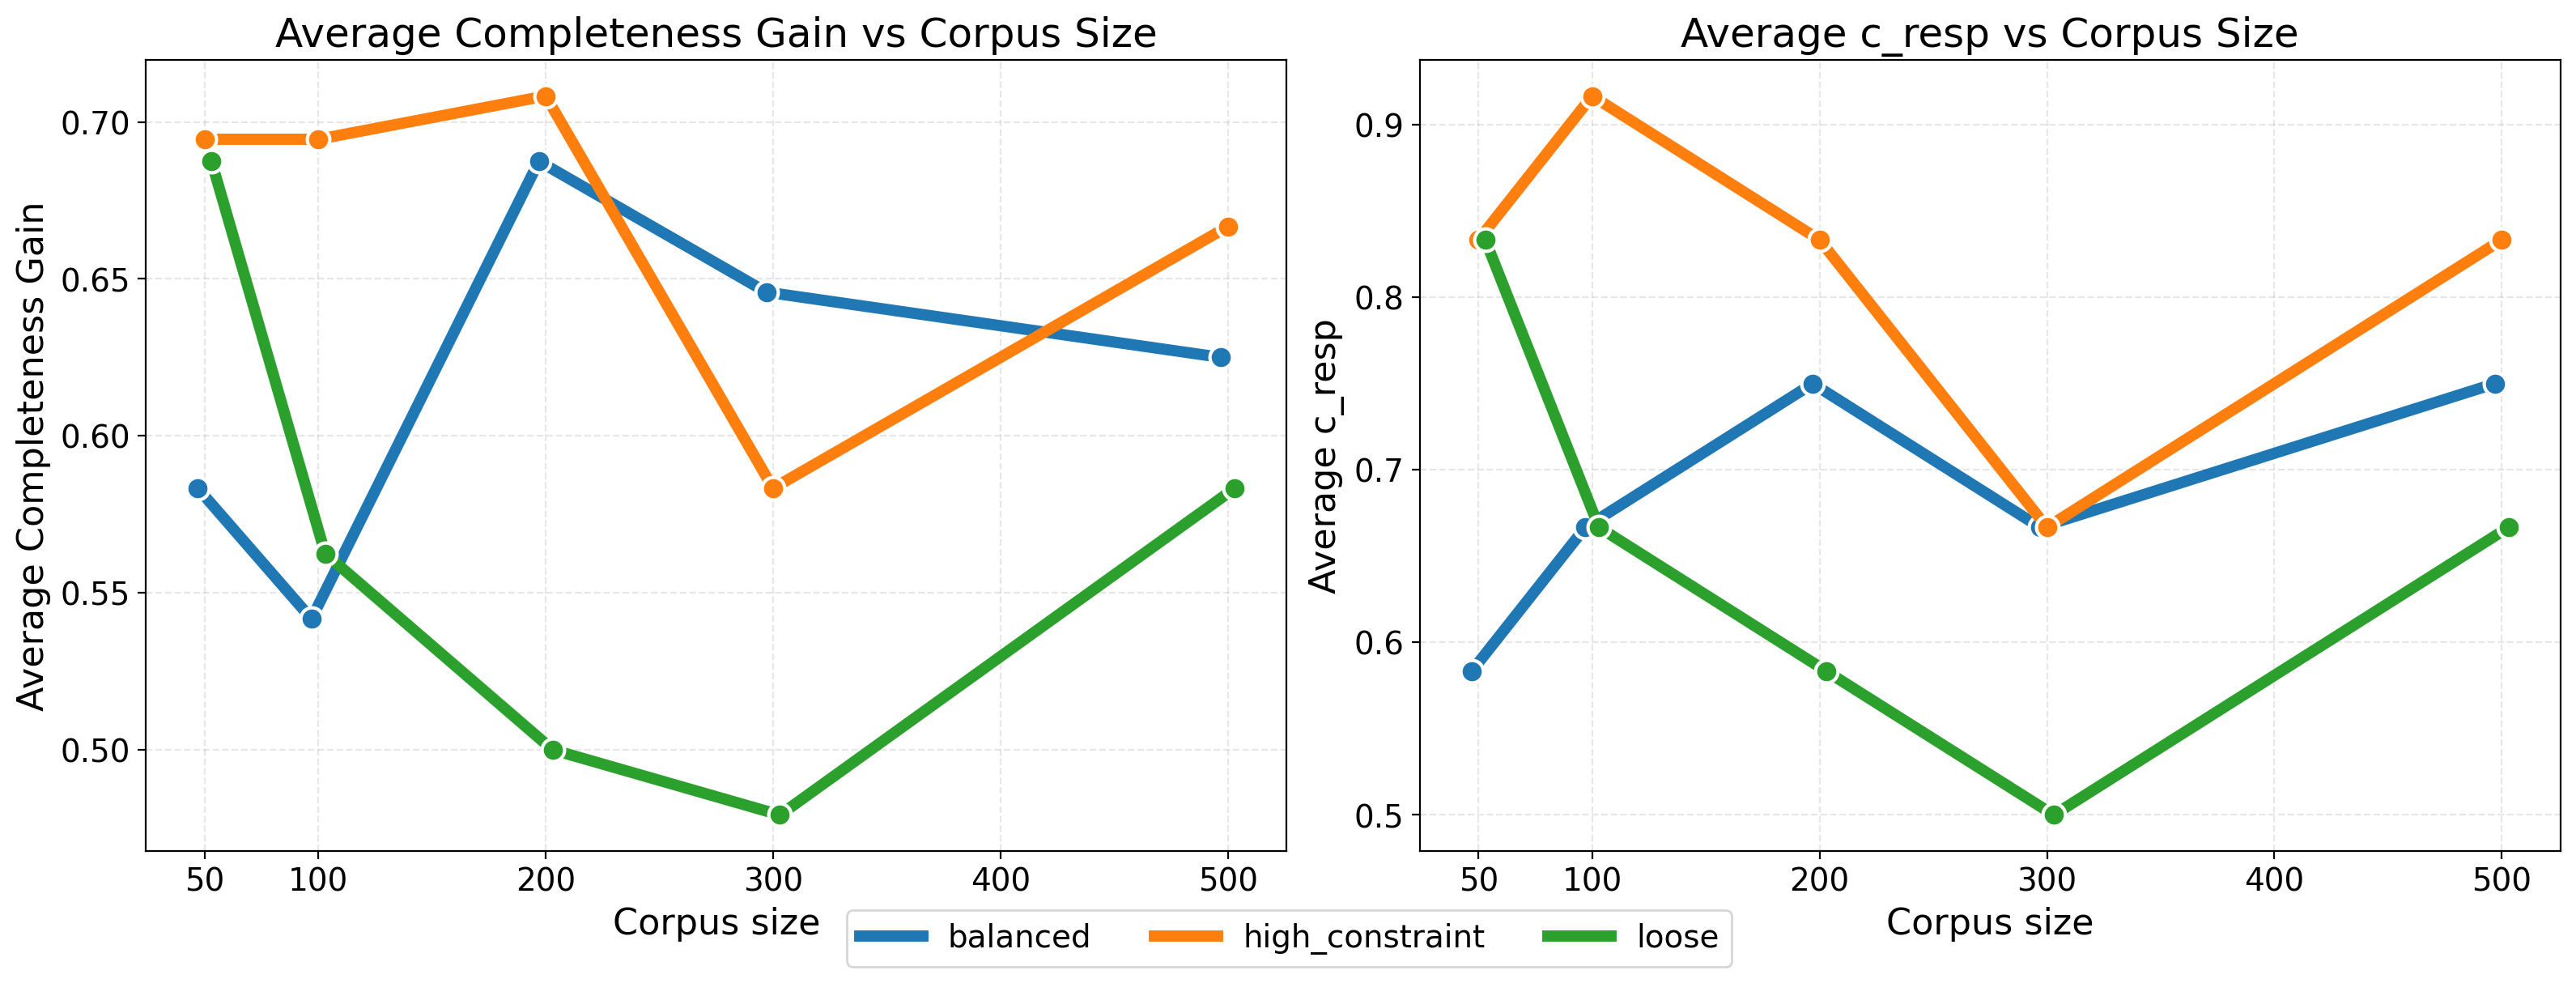 Average Completeness Gain vs Corpus Size
Average Completeness Gain
0.70
0.65
0.60
0.55
0.50
50 100 200 300 400 500
Corpus size
Average c_resp vs Corpus Size
Average c_resp
0.9
0.8
0.7
0.6
0.5
50 100 200 300 400 500
Corpus size
balanced high_constraint loose